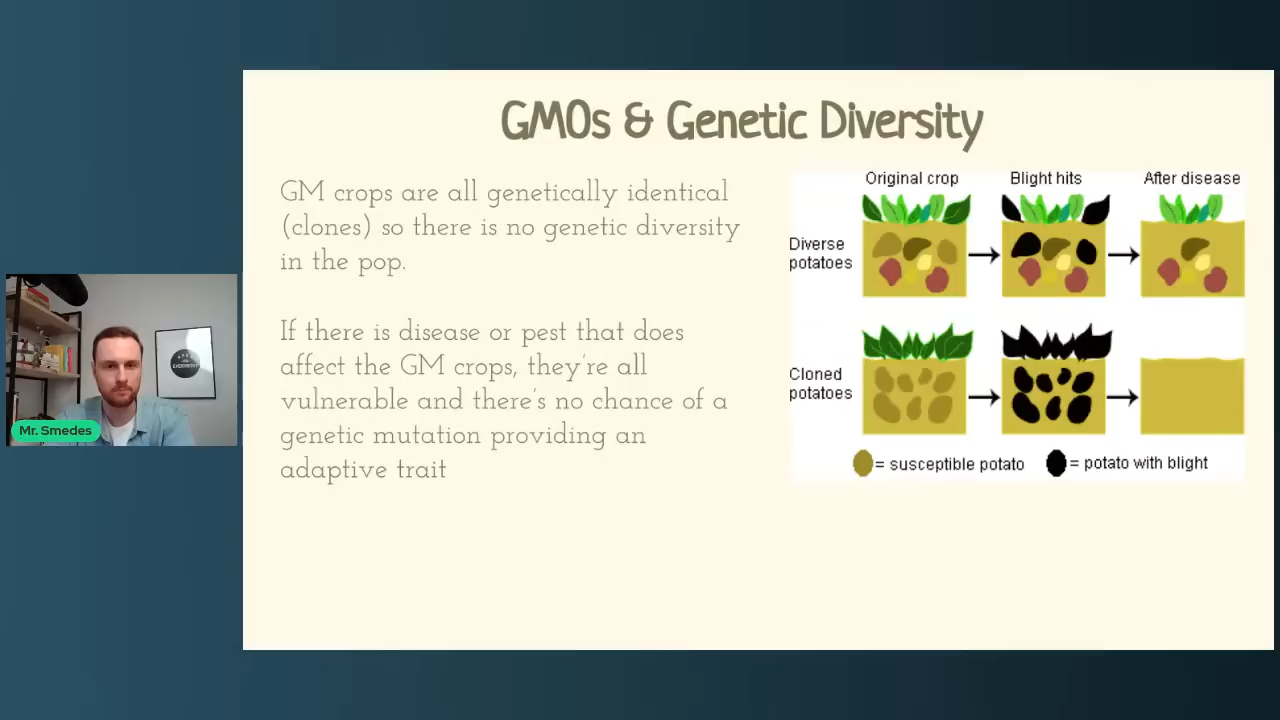 GMOs & Genetic Diversity
GM crops are all genetically identical
(clones) so there is no genetic diversity
in the pop.
If there is disease or pest that does
affect the GM crops, they're all
vulnerable and there's no chance of a
genetic mutation providing an
adaptive trait
Original crop
Blight hits
After disease
Diverse
potatoes
Cloned
potatoes
= susceptible potato
= potato with blight
Mr. Smedes